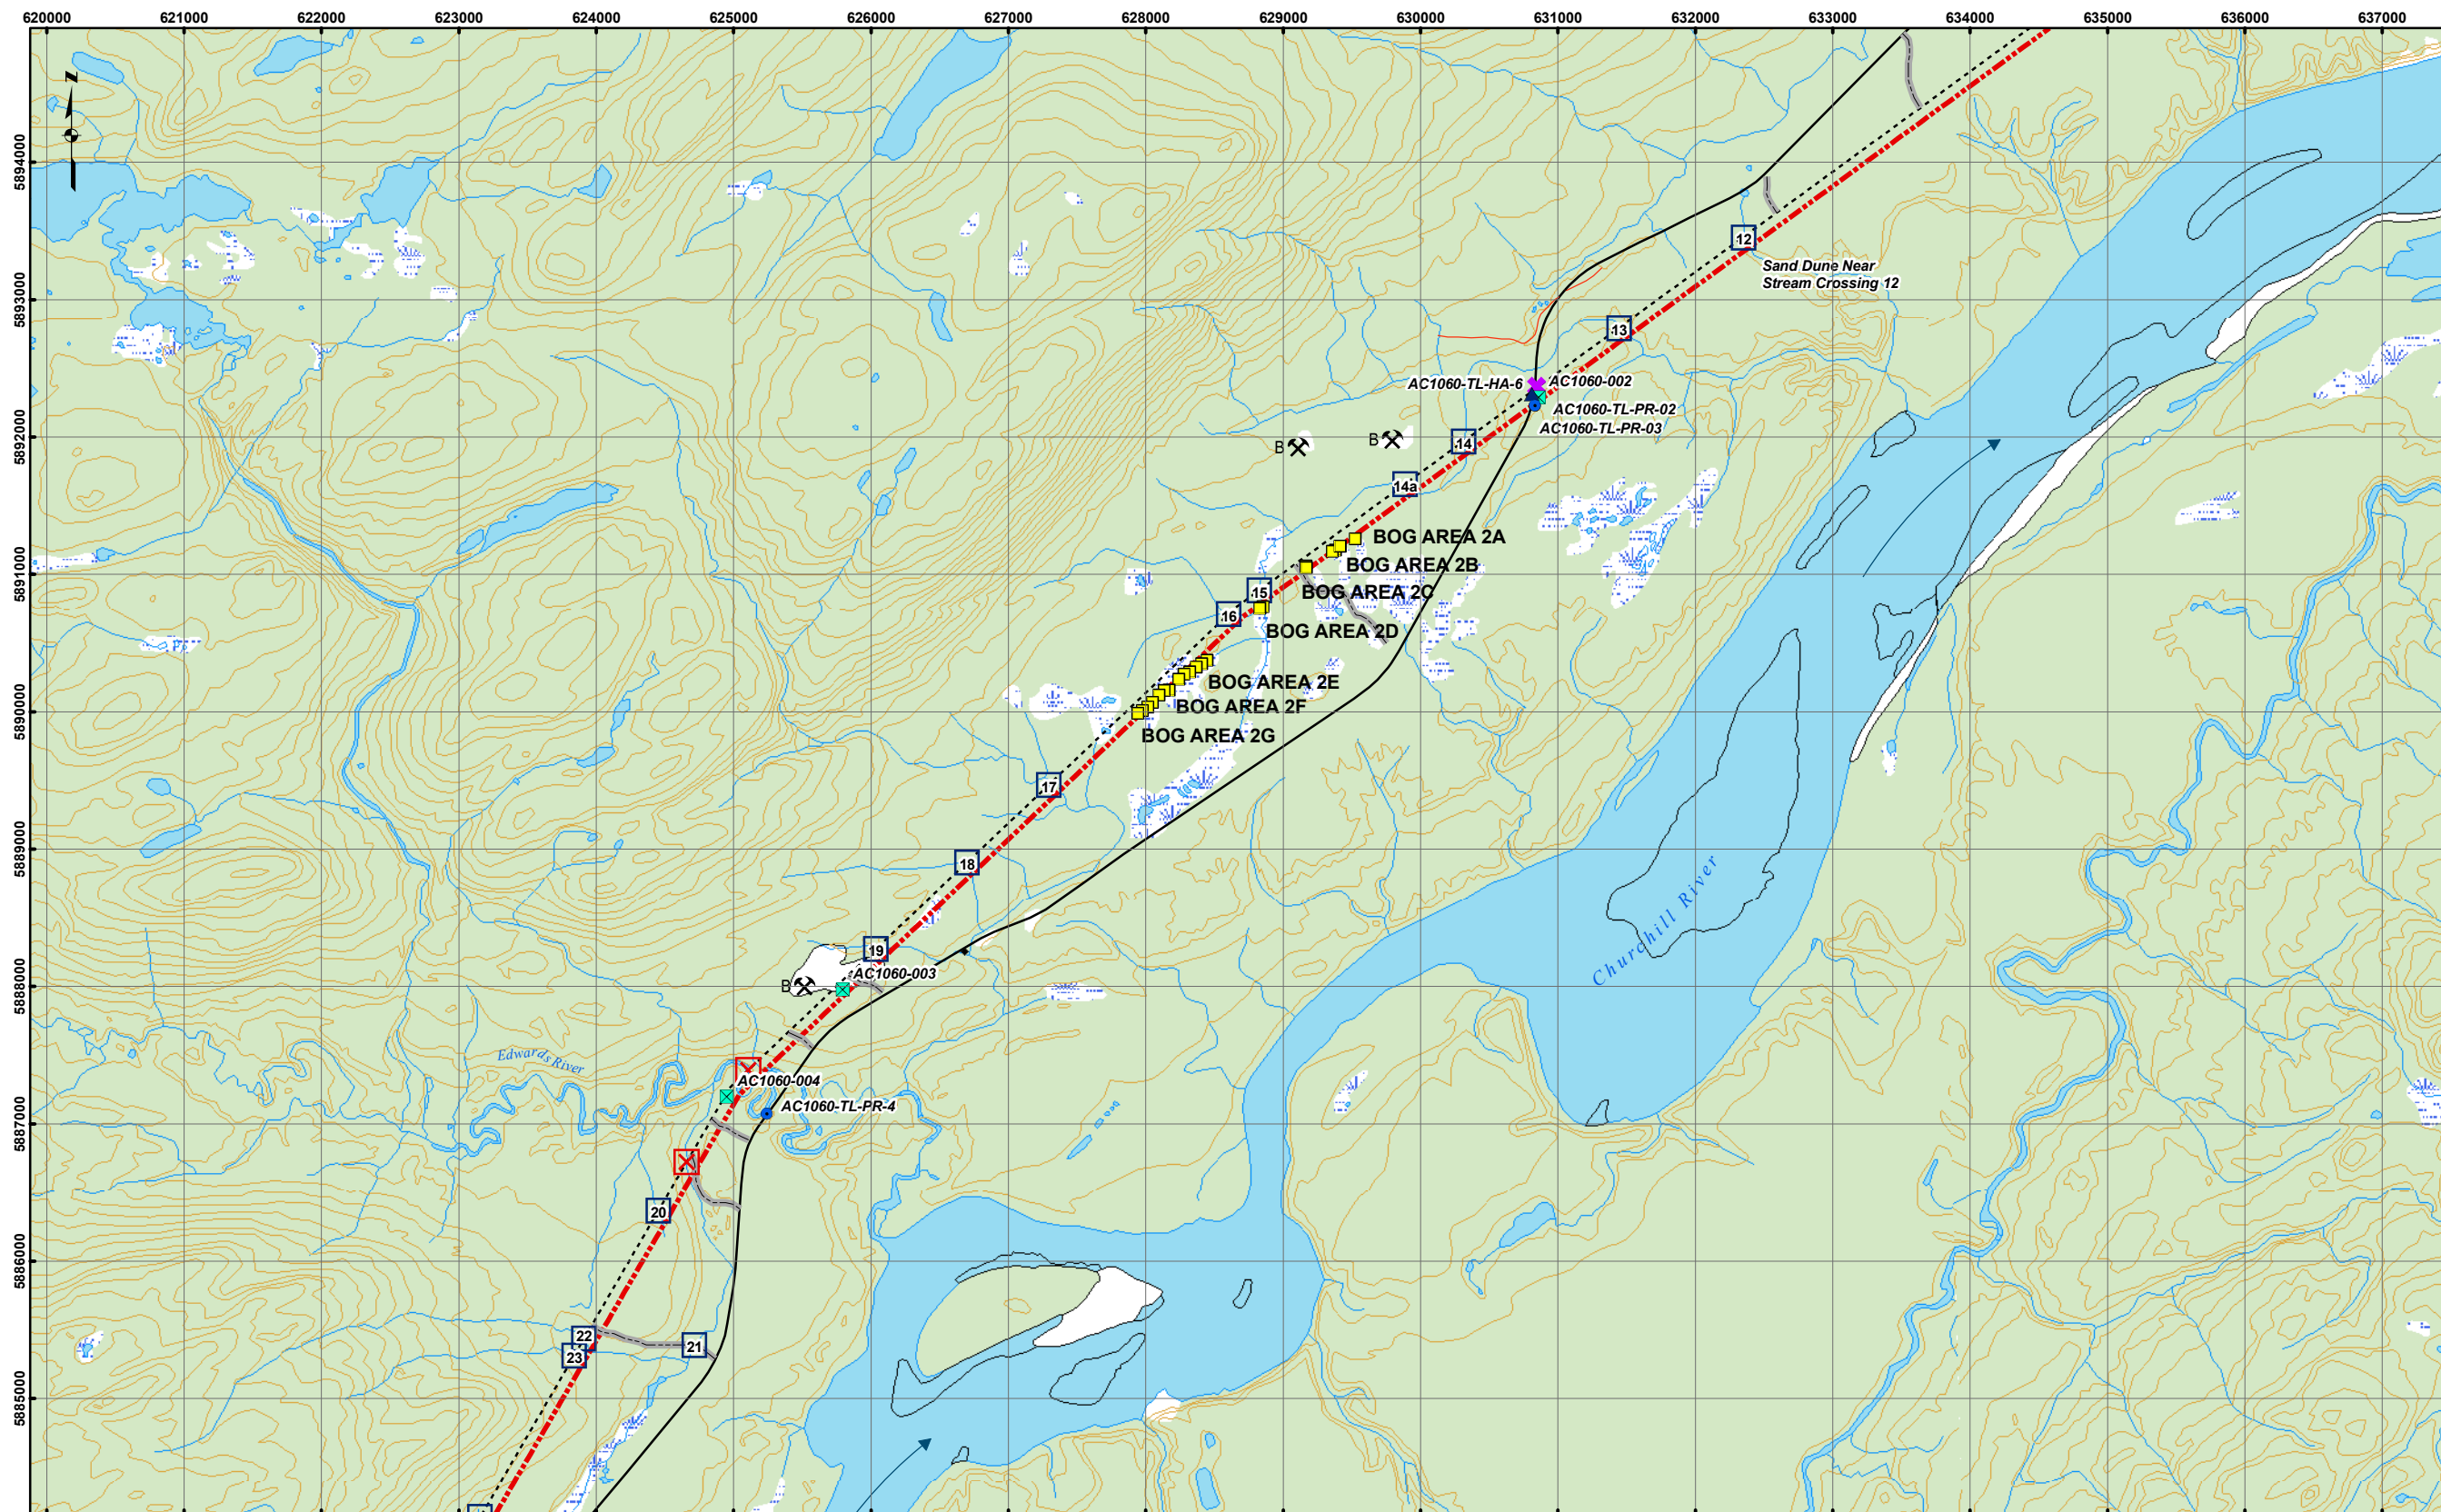 620000 621000 622000 623000 624000 625000 626000 627000 628000 629000 630000 631000 632000 633000 634000 635000 636000 637000
N
5894000
12
Sand Dune Near
Stream Crossing 12
5893000
13
AC1060-TL-HA-6
AC1060-002
AC1060-TL-PR-02
AC1060-TL-PR-03
5892000
B
B
14
14a
BOG AREA 2A
BOG AREA 2B
5891000
15
BOG AREA 2C
16
BOG AREA 2D
BOG AREA 2E
BOG AREA 2F
5890000
BOG AREA 2G
17
5889000
18
Churchill River
19
AC1060-003
5888000
B
Edwards River
AC1060-004
AC1060-TL-PR-4
5887000
20
5886000
22
23
21
5885000